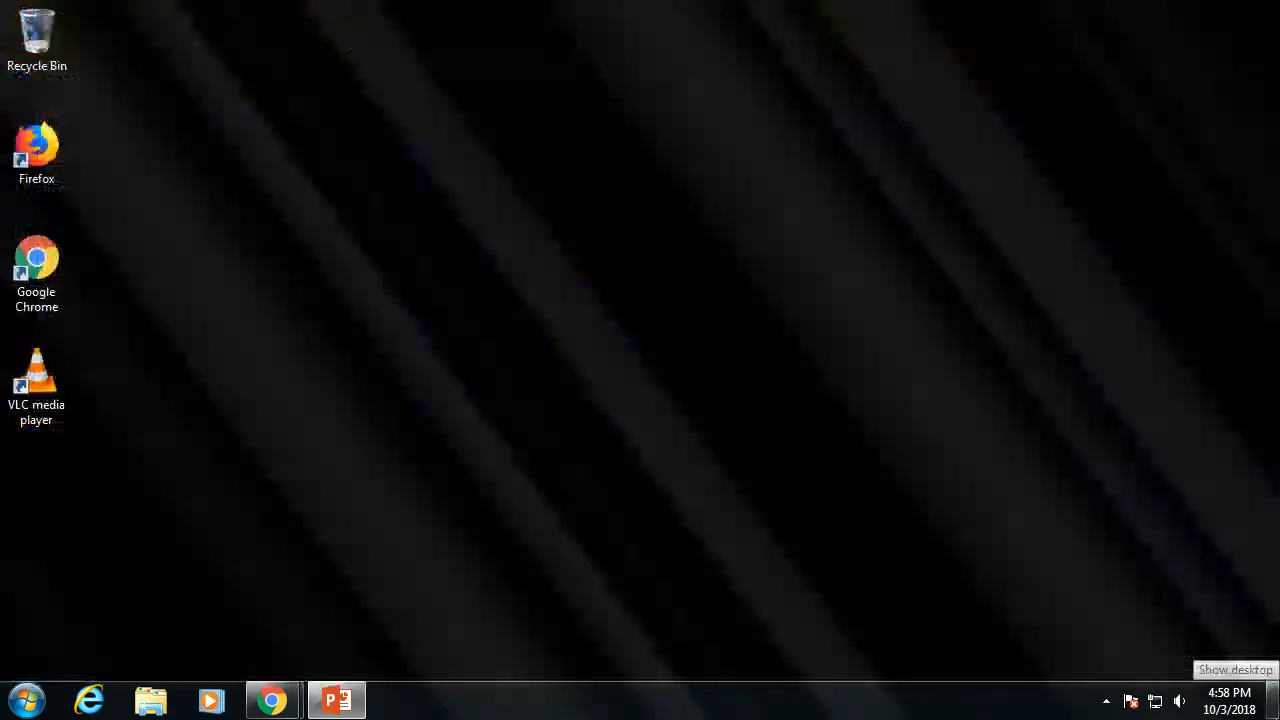 Recycle Bin
Firefox
Google
Chrome
VLC media
player
Show desktop
4:58 PM
10/3/2018